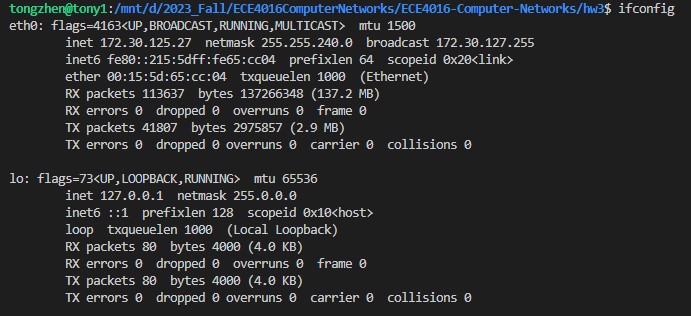 tongzhen@tony1:/mnt/d/2023_Fall/ECE4016ComputerNetworks/ECE4016-Computer-Networks/hw3$ ifconfig
eth0: flags=4163<UP,BROADCAST,RUNNING,MULTICAST>  mtu 1500
        inet 172.30.125.27  netmask 255.255.240.0  broadcast 172.30.127.255
        inet6 fe80::215:5dff:fe65:cc04  prefixlen 64  scopeid 0x20<link>
        ether 00:15:5d:65:cc:04  txqueuelen 1000  (Ethernet)
        RX packets 113637  bytes 137266348 (137.2 MB)
        RX errors 0  dropped 0  overruns 0  frame 0
        TX packets 41807  bytes 2975857 (2.9 MB)
        TX errors 0  dropped 0 overruns 0  carrier 0  collisions 0

lo: flags=73<UP,LOOPBACK,RUNNING>  mtu 65536
        inet 127.0.0.1  netmask 255.0.0.0
        inet6 ::1  prefixlen 128  scopeid 0x10<host>
        loop  txqueuelen 1000  (Local Loopback)
        RX packets 80  bytes 4000 (4.0 KB)
        RX errors 0  dropped 0  overruns 0  frame 0
        TX packets 80  bytes 4000 (4.0 KB)
        TX errors 0  dropped 0 overruns 0  carrier 0  collisions 0